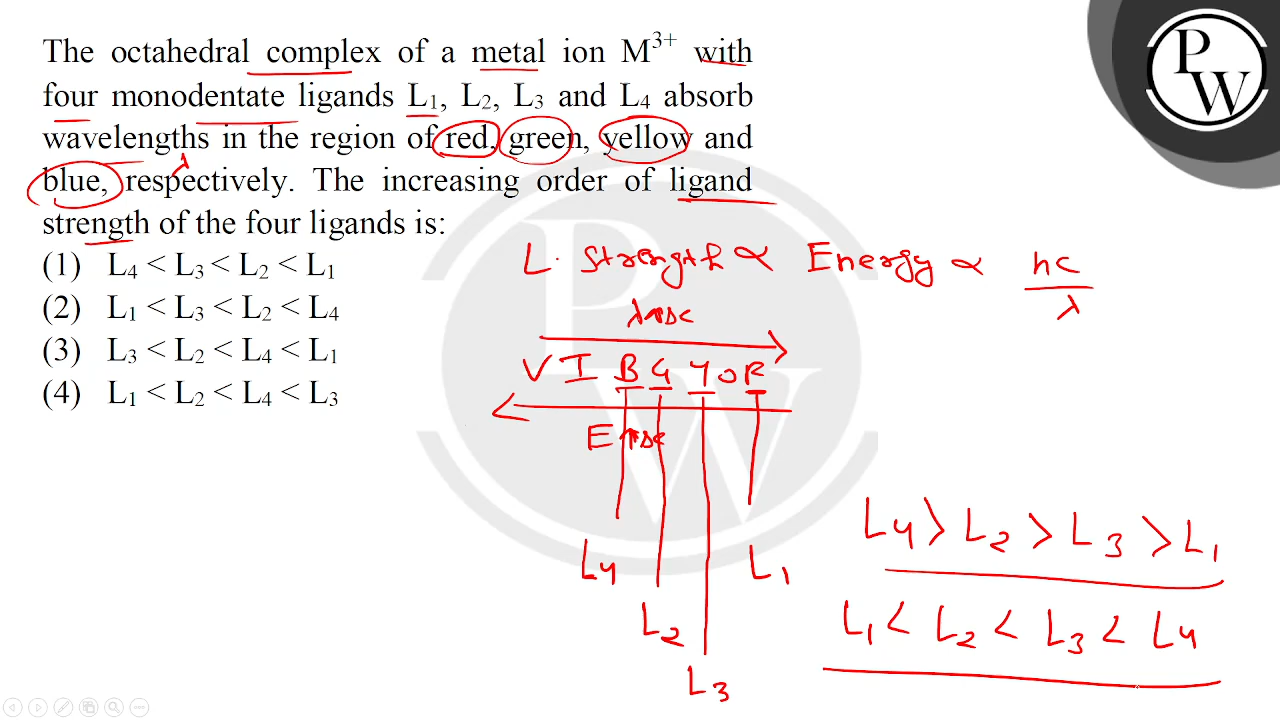 The octahedral complex of a metal ion M³⁺ with
four monodentate ligands L₁, L₂, L₃ and L₄ absorb
wavelengths in the region of red, green, yellow and
λ
blue, respectively. The increasing order of ligand
strength of the four ligands is:
(1) L₄ < L₃ < L₂ < L₁
(2) L₁ < L₃ < L₂ < L₄
(3) L₃ < L₂ < L₄ < L₁
(4) L₁ < L₂ < L₄ < L₃
P
W
L. Strength ∝ Energy ∝ hc/λ
λ ↑se
V I B G Y O R
E ↑se
L4 > L2 > L3 > L1
L4 L1
L1 < L2 < L3 < L4
L2
L3
PW